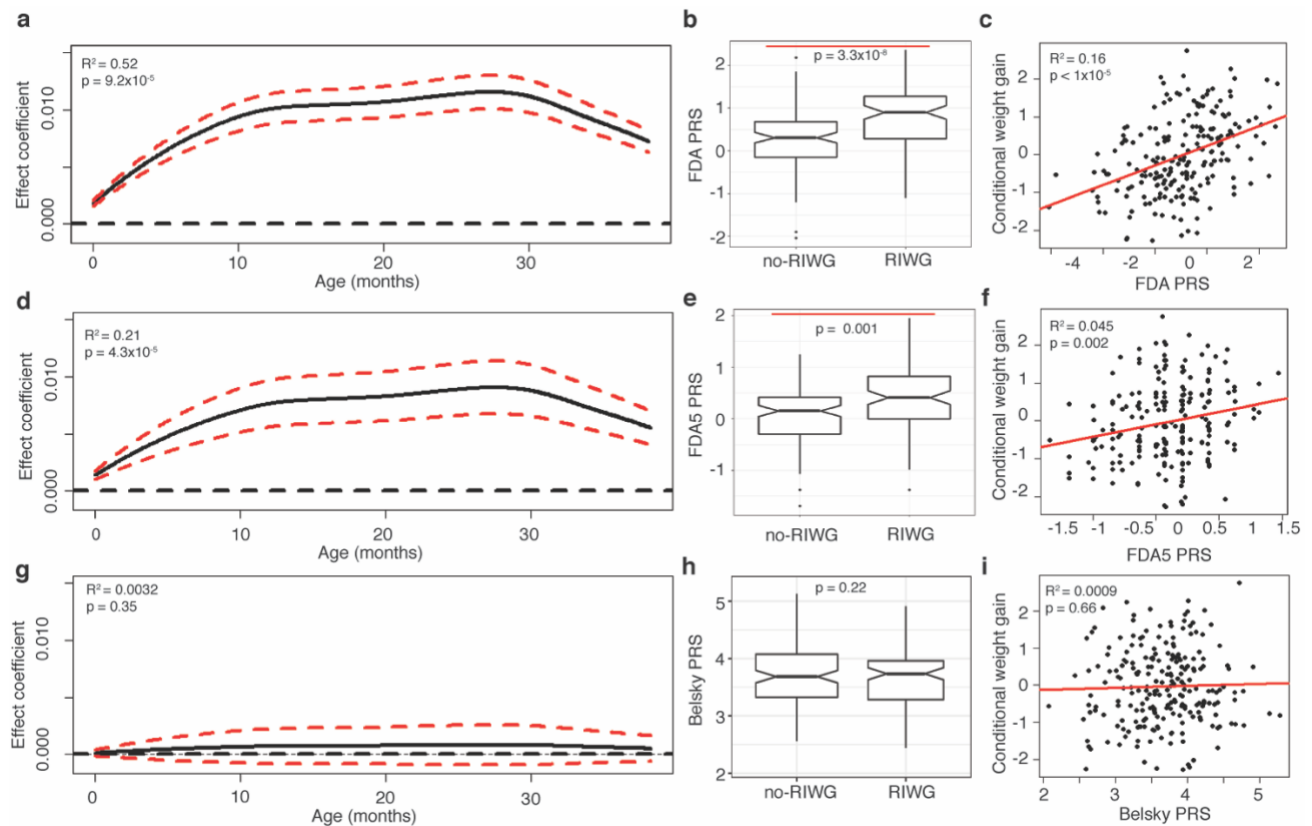 a
R² = 0.52
p = 9.2x10⁻⁵
Effect coefficient
0.010
0.000
0
10
20
30
Age (months)
b
p = 3.3x10⁻⁸
FDA PRS
2
1
0
-1
-2
no-RIWG
RIWG
c
R² = 0.16
p < 1x10⁻⁵
Conditional weight gain
2
1
0
-1
-2
-4
-2
0
2
FDA PRS
d
R² = 0.21
p = 4.3x10⁻⁵
Effect coefficient
0.010
0.000
0
10
20
30
Age (months)
e
p = 0.001
FDA5 PRS
2
1
0
-1
no-RIWG
RIWG
f
R² = 0.045
p = 0.002
Conditional weight gain
2
1
0
-1
-2
-1.5
-1
-0.5
0
0.5
1
1.5
FDA5 PRS
g
R² = 0.0032
p = 0.35
Effect coefficient
0.010
0.000
0
10
20
30
Age (months)
h
p = 0.22
Belsky PRS
5
4
3
2
no-RIWG
RIWG
i
R² = 0.0009
p = 0.66
Conditional weight gain
2
1
0
-1
-2
2
3
4
5
Belsky PRS